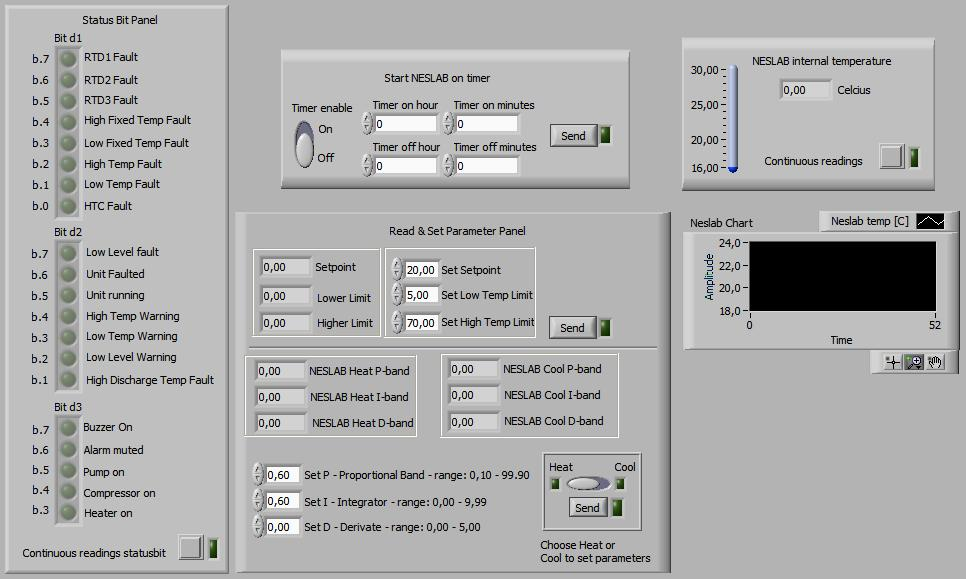 Status Bit Panel
Bit d1
b.7 RTD1 Fault
b.6 RTD2 Fault
b.5 RTD3 Fault
b.4 High Fixed Temp Fault
b.3 Low Fixed Temp Fault
b.2 High Temp Fault
b.1 Low Temp Fault
b.0 HTC Fault
Bit d2
b.7 Low Level fault
b.6 Unit Faulted
b.5 Unit running
b.4 High Temp Warning
b.3 Low Temp Warning
b.2 Low Level Warning
b.1 High Discharge Temp Fault
Bit d3
b.7 Buzzer On
b.6 Alarm muted
b.5 Pump on
b.4 Compressor on
b.3 Heater on
Continuous readings statusbit
Start NESLAB on timer
Timer enable
On
Off
Timer on hour Timer on minutes
0 0
Timer off hour Timer off minutes
0 0
Send
NESLAB internal temperature
30,00
25,00
20,00
16,00
0,00 Celcius
Continuous readings
Read & Set Parameter Panel
0,00 Setpoint
0,00 Lower Limit
0,00 Higher Limit
20,00 Set Setpoint
5,00 Set Low Temp Limit
70,00 Set High Temp Limit
Send
0,00 NESLAB Heat P-band
0,00 NESLAB Heat I-band
0,00 NESLAB Heat D-band
0,00 NESLAB Cool P-band
0,00 NESLAB Cool I-band
0,00 NESLAB Cool D-band
0,60 Set P - Proportional Band - range: 0,10 - 99.90
0,60 Set I - Integrator - range: 0,00 - 9,99
0,00 Set D - Derivate - range: 0,00 - 5,00
Heat Cool
Send
Choose Heat or
Cool to set parameters
Neslab Chart
Neslab temp [C]
Amplitude
24,0
22,0
20,0
18,0
0 52
Time